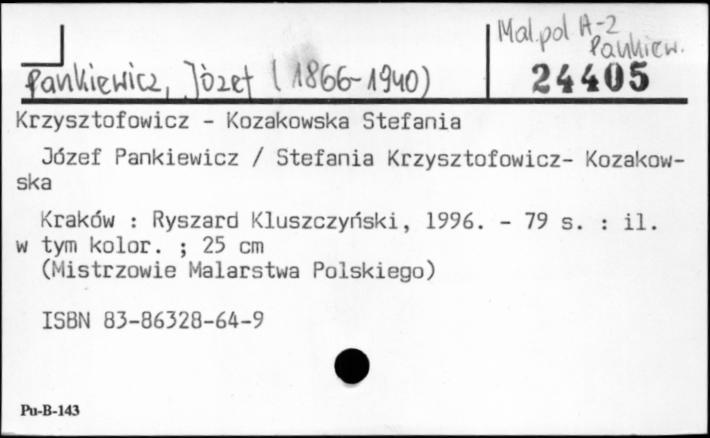 Mal.pol A-2
Pankiew.
Pankiewicz, Józef (1866-1940)
24405
Krzysztofowicz - Kozakowska Stefania
Józef Pankiewicz / Stefania Krzysztofowicz- Kozakow-
ska
Kraków : Ryszard Kluszczyński, 1996. - 79 s. : il.
w tym kolor. ; 25 cm
(Mistrzowie Malarstwa Polskiego)
ISBN 83-86328-64-9
Pu-B-143